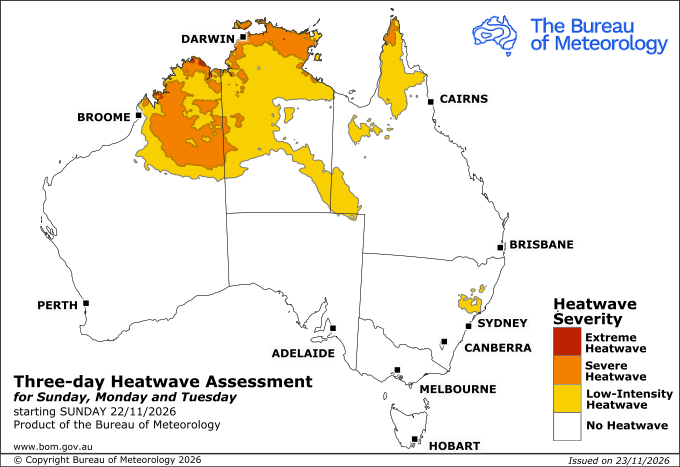 The Bureau
of Meteorology
DARWIN
CAIRNS
BROOME
BRISBANE
PERTH
SYDNEY
CANBERRA
ADELAIDE
MELBOURNE
HOBART
Heatwave
Severity
Extreme
Heatwave
Severe
Heatwave
Low-Intensity
Heatwave
No Heatwave
Three-day Heatwave Assessment
for Sunday, Monday and Tuesday
starting SUNDAY 22/11/2026
Product of the Bureau of Meteorology
www.bom.gov.au
© Copyright Bureau of Meteorology 2026
Issued on 23/11/2026